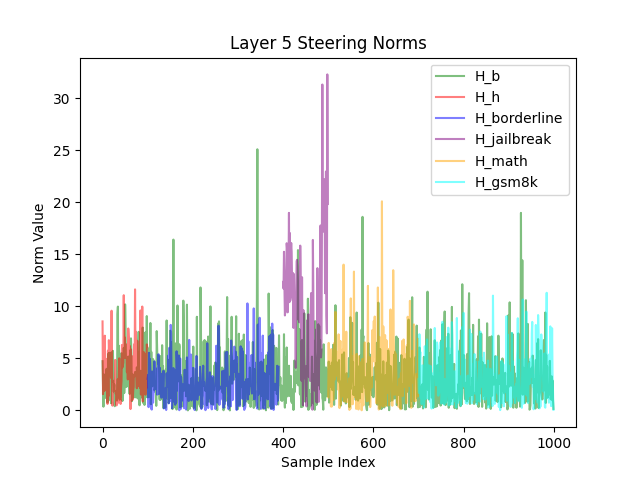 Layer 5 Steering Norms
Norm Value
30
25
20
15
10
5
0
H_b
H_h
H_borderline
H_jailbreak
H_math
H_gsm8k
0
200
400
600
800
1000
Sample Index